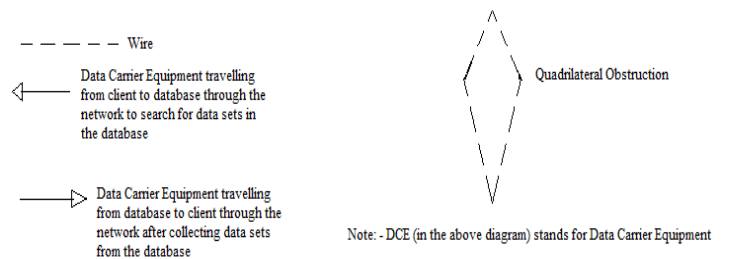 Wire
Data Carrier Equipment travelling
from client to database through the
network to search for data sets in
the database
Quadrilateral Obstruction
Data Carrier Equipment travelling
from database to client through the
network after collecting data sets
from the database
Note: - DCE (in the above diagram) stands for Data Carrier Equipment